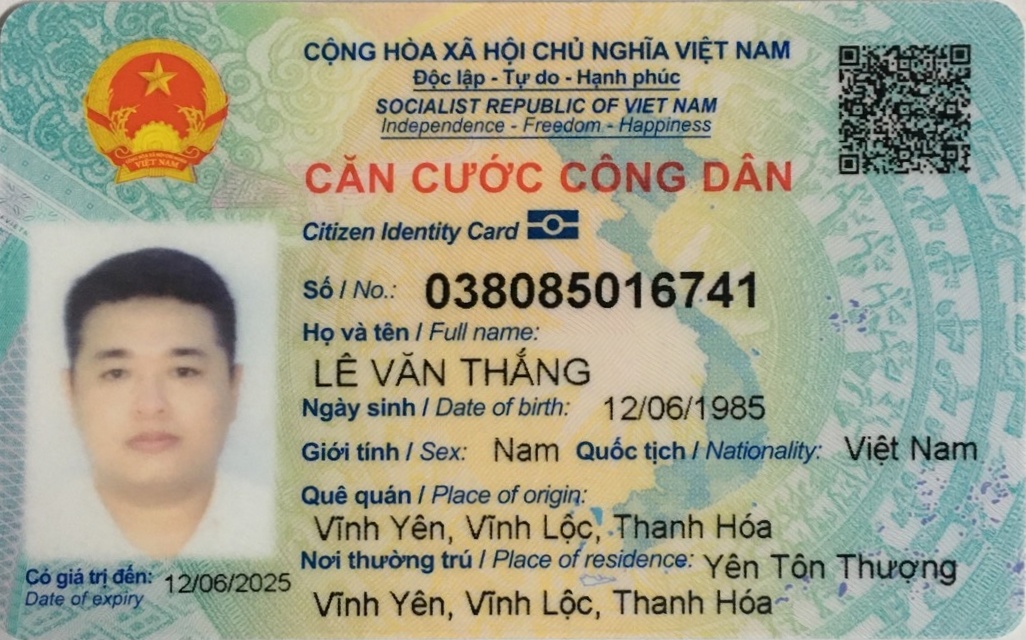 CỘNG HÒA XÃ HỘI CHỦ NGHĨA VIỆT NAM
Độc lập - Tự do - Hạnh phúc
SOCIALIST REPUBLIC OF VIET NAM
Independence - Freedom - Happiness
CĂN CƯỚC CÔNG DÂN
Citizen Identity Card
Số / No.: 038085016741
Họ và tên / Full name:
LÊ VĂN THẮNG
Ngày sinh / Date of birth: 12/06/1985
Giới tính / Sex: Nam Quốc tịch / Nationality: Việt Nam
Quê quán / Place of origin:
Vĩnh Yên, Vĩnh Lộc, Thanh Hóa
Nơi thường trú / Place of residence: Yên Tôn Thượng
Vĩnh Yên, Vĩnh Lộc, Thanh Hóa
Có giá trị đến: 12/06/2025
Date of expiry
VIỆT NAM